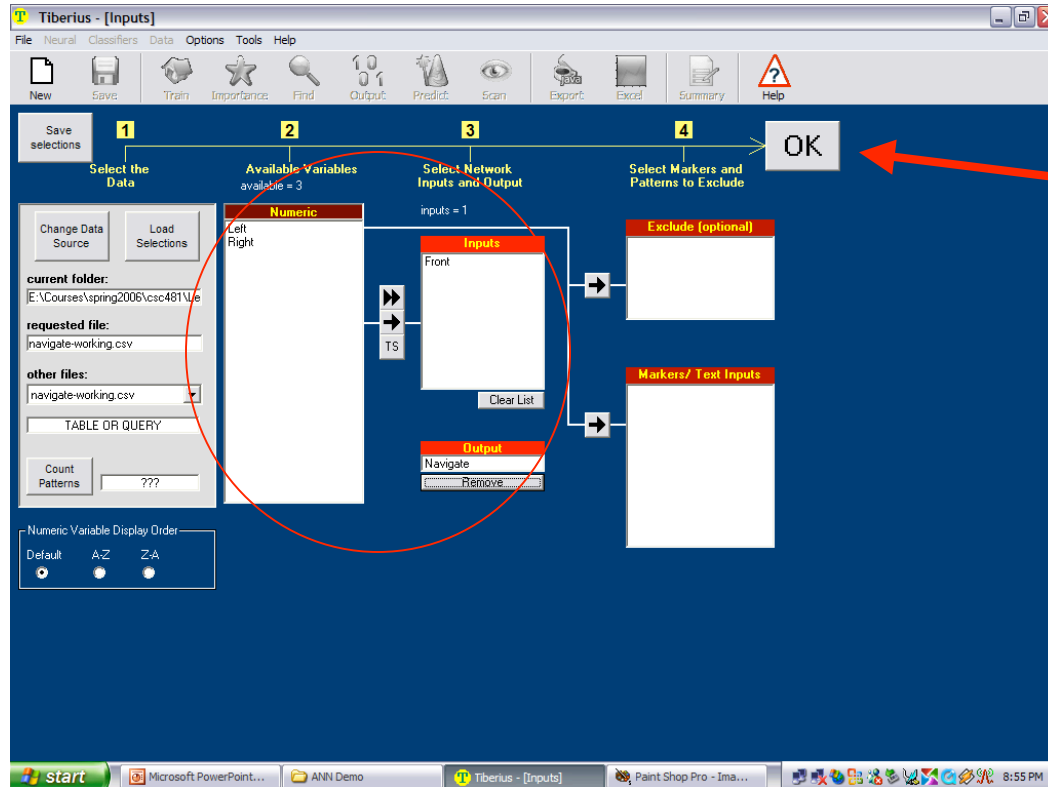 Tiberius - [Inputs]
File Neural Classifiers Data Options Tools Help
New Save Train Importance Find Output Predict Scan Export Excel Summary Help
Save selections
1
2
3
4
OK
Select the Data
Available Variables
available = 3
Select Network Inputs and Output
inputs = 1
Select Markers and Patterns to Exclude
Change Data Source
Load Selections
current folder:
E:\Courses\spring2006\csc481\Le
requested file:
navigate-working.csv
other files:
navigate-working.csv
TABLE OR QUERY
Count Patterns
???
Numeric Variable Display Order
Default A-Z Z-A
Numeric
Left
Right
TS
Inputs
Front
Clear List
Output
Navigate
Remove
Exclude (optional)
Markers/ Text Inputs
start
Microsoft PowerPoint...
ANN Demo
Tiberius - [Inputs]
Paint Shop Pro - Ima...
8:55 PM